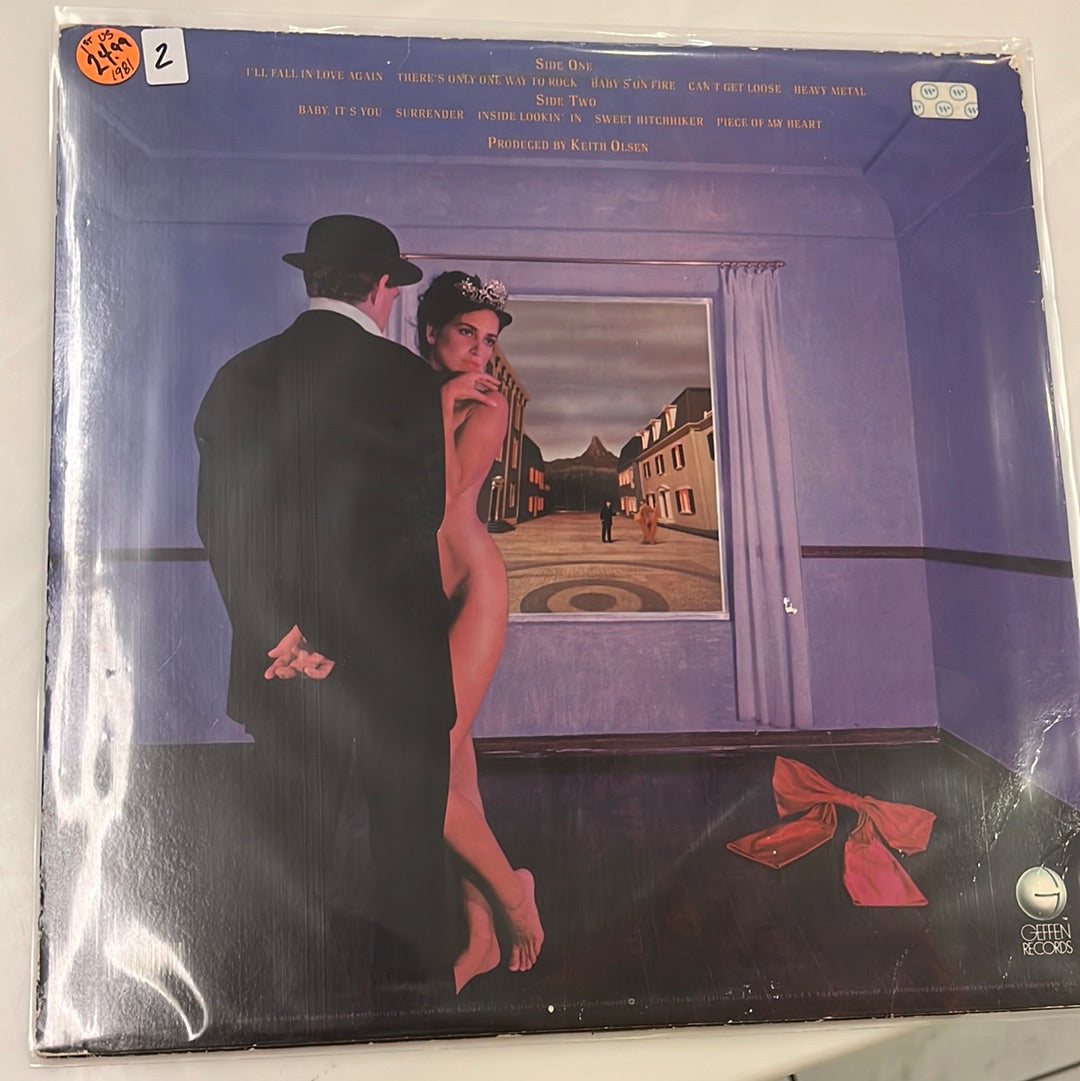 1ST US
24.99
1981
2
SIDE ONE
I'LL FALL IN LOVE AGAIN THERE'S ONLY ONE WAY TO ROCK BABY'S ON FIRE CAN'T GET LOOSE HEAVY METAL
SIDE TWO
BABY, IT'S YOU SURRENDER INSIDE LOOKIN' IN SWEET HITCHHIKER PIECE OF MY HEART
PRODUCED BY KEITH OLSEN
GEFFEN
RECORDS